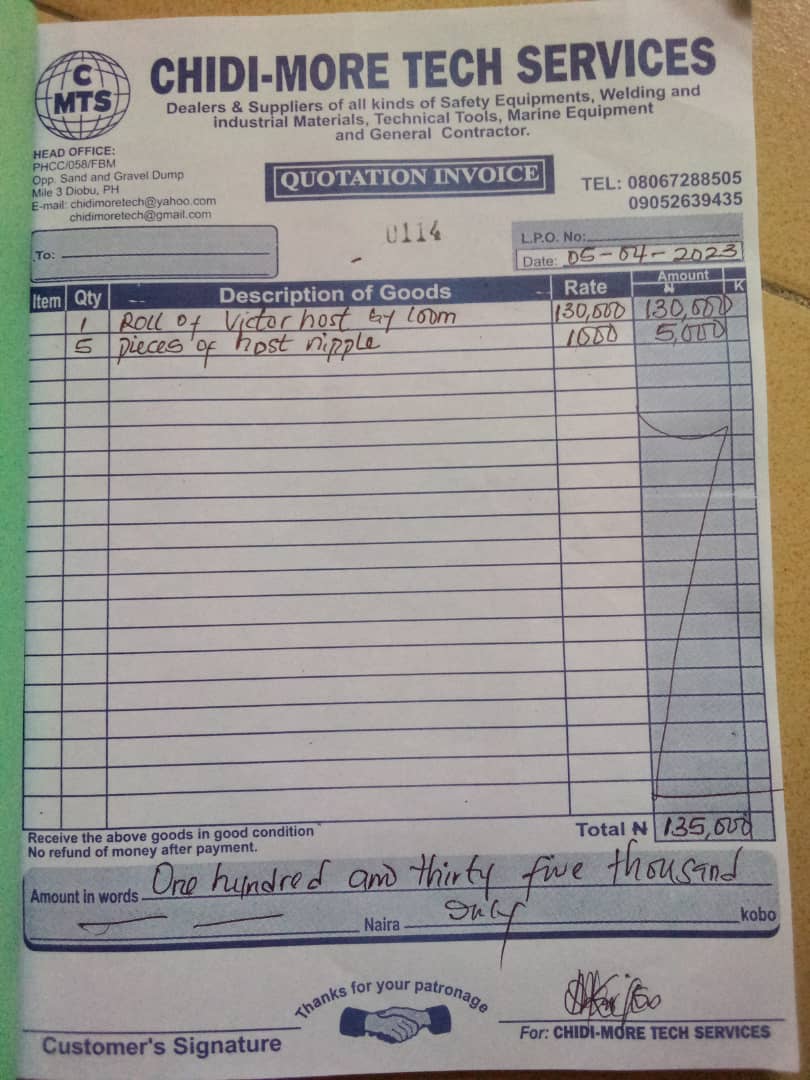 C
MTS
CHIDI-MORE TECH SERVICES
Dealers & Suppliers of all kinds of Safety Equipments, Welding and
industrial Materials, Technical Tools, Marine Equipment
and General Contractor.
HEAD OFFICE:
PHCC/058/FBM
Opp. Sand and Gravel Dump
Mile 3 Diobu, PH
E-mail: chidimoretech@yahoo.com
chidimoretech@gmail.com
QUOTATION INVOICE
TEL: 08067288505
09052639435
0114
To:
L.P.O. No:
Date: 05-04-2023
Item Qty Description of Goods Rate Amount ₦ K
1 Roll of Victor host by 100m 130,000 130,000
5 pieces of host nipple 1000 5,000
Receive the above goods in good condition
No refund of money after payment.
Total ₦ 135,000
Amount in words One hundred and thirty five thousand
Naira only kobo
Thanks for your patronage
Customer's Signature
For: CHIDI-MORE TECH SERVICES